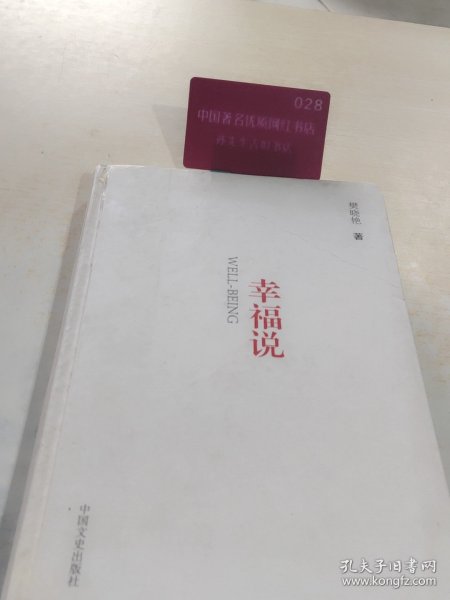 028
中国著名优质网红书店
樊晓艳 著
幸福说
WELL-BEING
中国文史出版社
孔夫子旧书网
www.kongfz.com